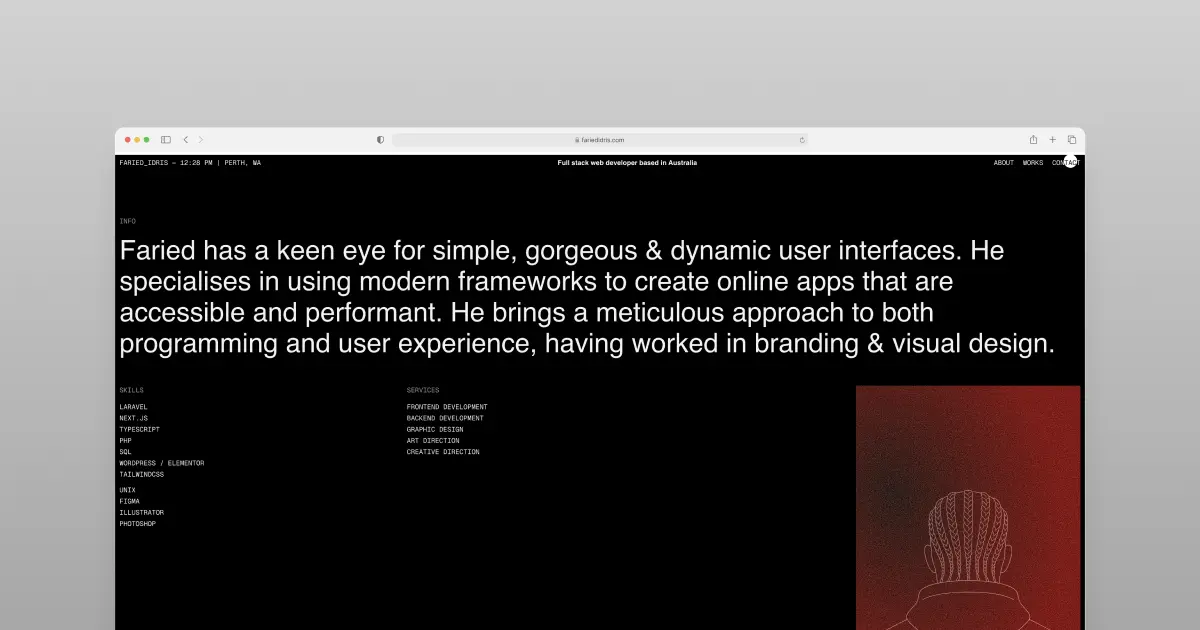 fariedidris.com
FARIED_IDRIS — 12:28 PM | PERTH, WA
Full stack web developer based in Australia
ABOUT WORKS CONTACT
INFO
Faried has a keen eye for simple, gorgeous & dynamic user interfaces. He
specialises in using modern frameworks to create online apps that are
accessible and performant. He brings a meticulous approach to both
programming and user experience, having worked in branding & visual design.
SKILLS
LARAVEL
NEXT.JS
TYPESCRIPT
PHP
SQL
WORDPRESS / ELEMENTOR
TAILWINDCSS
UNIX
FIGMA
ILLUSTRATOR
PHOTOSHOP
SERVICES
FRONTEND DEVELOPMENT
BACKEND DEVELOPMENT
GRAPHIC DESIGN
ART DIRECTION
CREATIVE DIRECTION